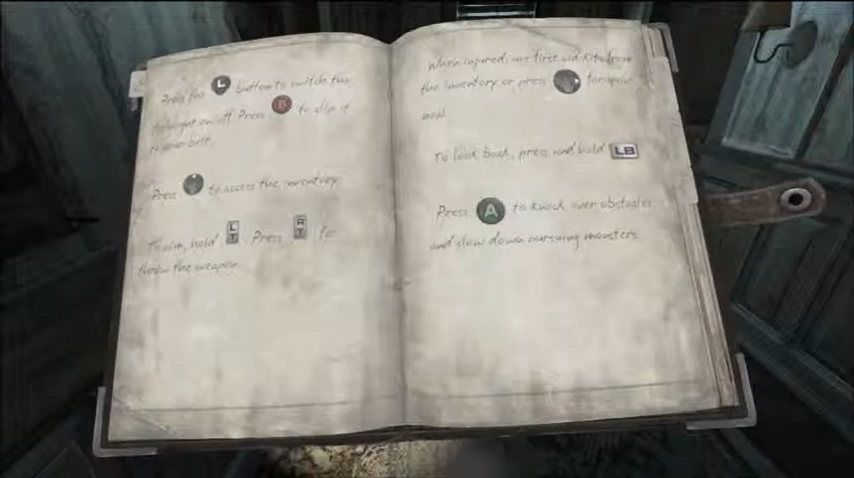 Press the L button to switch the
flashlight on/off. Press B to clip it
to your belt.
Press to access the inventory.
To aim, hold LT. Press RT to
throw the weapon.
When injured, use first aid kits from
the inventory or press for quick
heal.
To look back, press and hold LB
Press A to knock over obstacles
and slow down pursuing monsters.